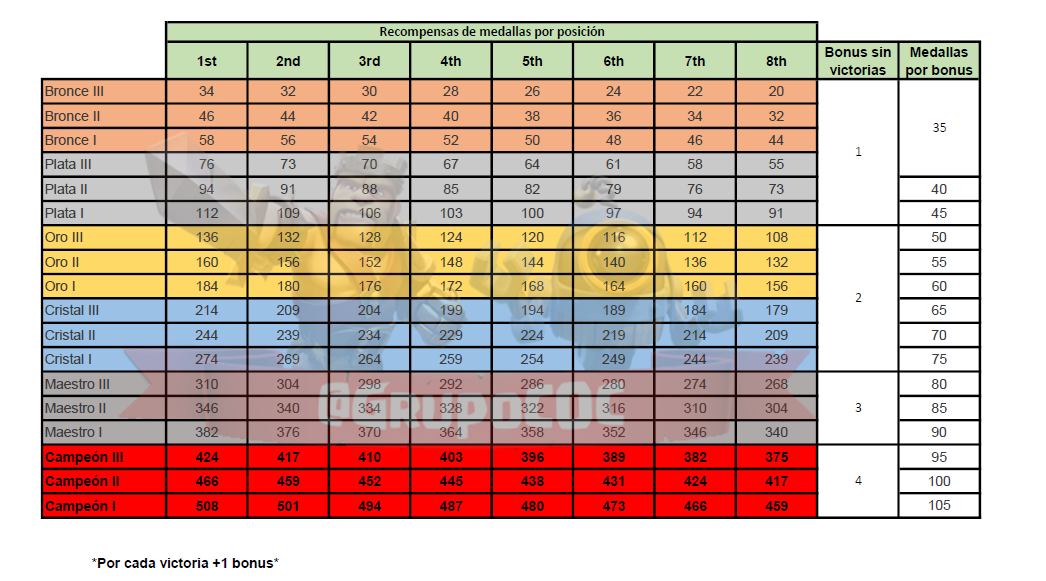 Recompensas de medallas por posición
1st 2nd 3rd 4th 5th 6th 7th 8th Bonus sin victorias Medallas por bonus
Bronce III 34 32 30 28 26 24 22 20 1 35
Bronce II 46 44 42 40 38 36 34 32
Bronce I 58 56 54 52 50 48 46 44
Plata III 76 73 70 67 64 61 58 55
Plata II 94 91 88 85 82 79 76 73 40
Plata I 112 109 106 103 100 97 94 91 45
Oro III 136 132 128 124 120 116 112 108 2 50
Oro II 160 156 152 148 144 140 136 132 55
Oro I 184 180 176 172 168 164 160 156 60
Cristal III 214 209 204 199 194 189 184 179 65
Cristal II 244 239 234 229 224 219 214 209 70
Cristal I 274 269 264 259 254 249 244 239 75
Maestro III 310 304 298 292 286 280 274 268 3 80
Maestro II 346 340 334 328 322 316 310 304 85
Maestro I 382 376 370 364 358 352 346 340 90
Campeón III 424 417 410 403 396 389 382 375 4 95
Campeón II 466 459 452 445 438 431 424 417 100
Campeón I 508 501 494 487 480 473 466 459 105
@GrupoCOC
*Por cada victoria +1 bonus*